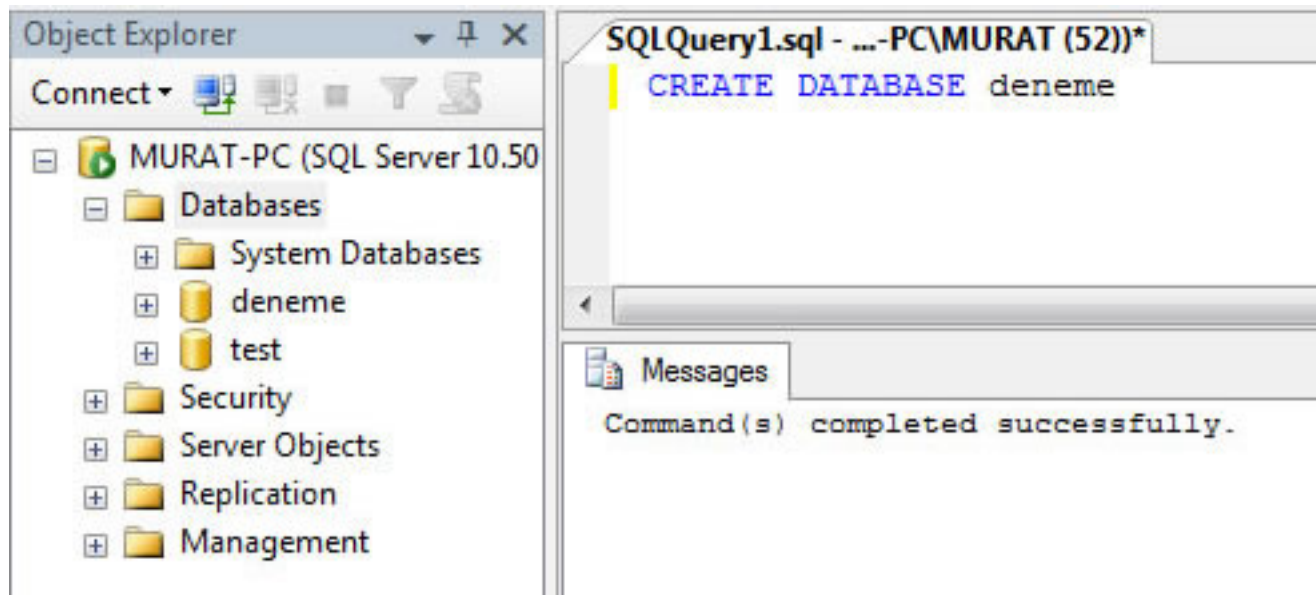 Object Explorer
Connect
MURAT-PC (SQL Server 10.50
Databases
System Databases
deneme
test
Security
Server Objects
Replication
Management
SQLQuery1.sql - ...-PC\MURAT (52))*
CREATE DATABASE deneme
Messages
Command(s) completed successfully.